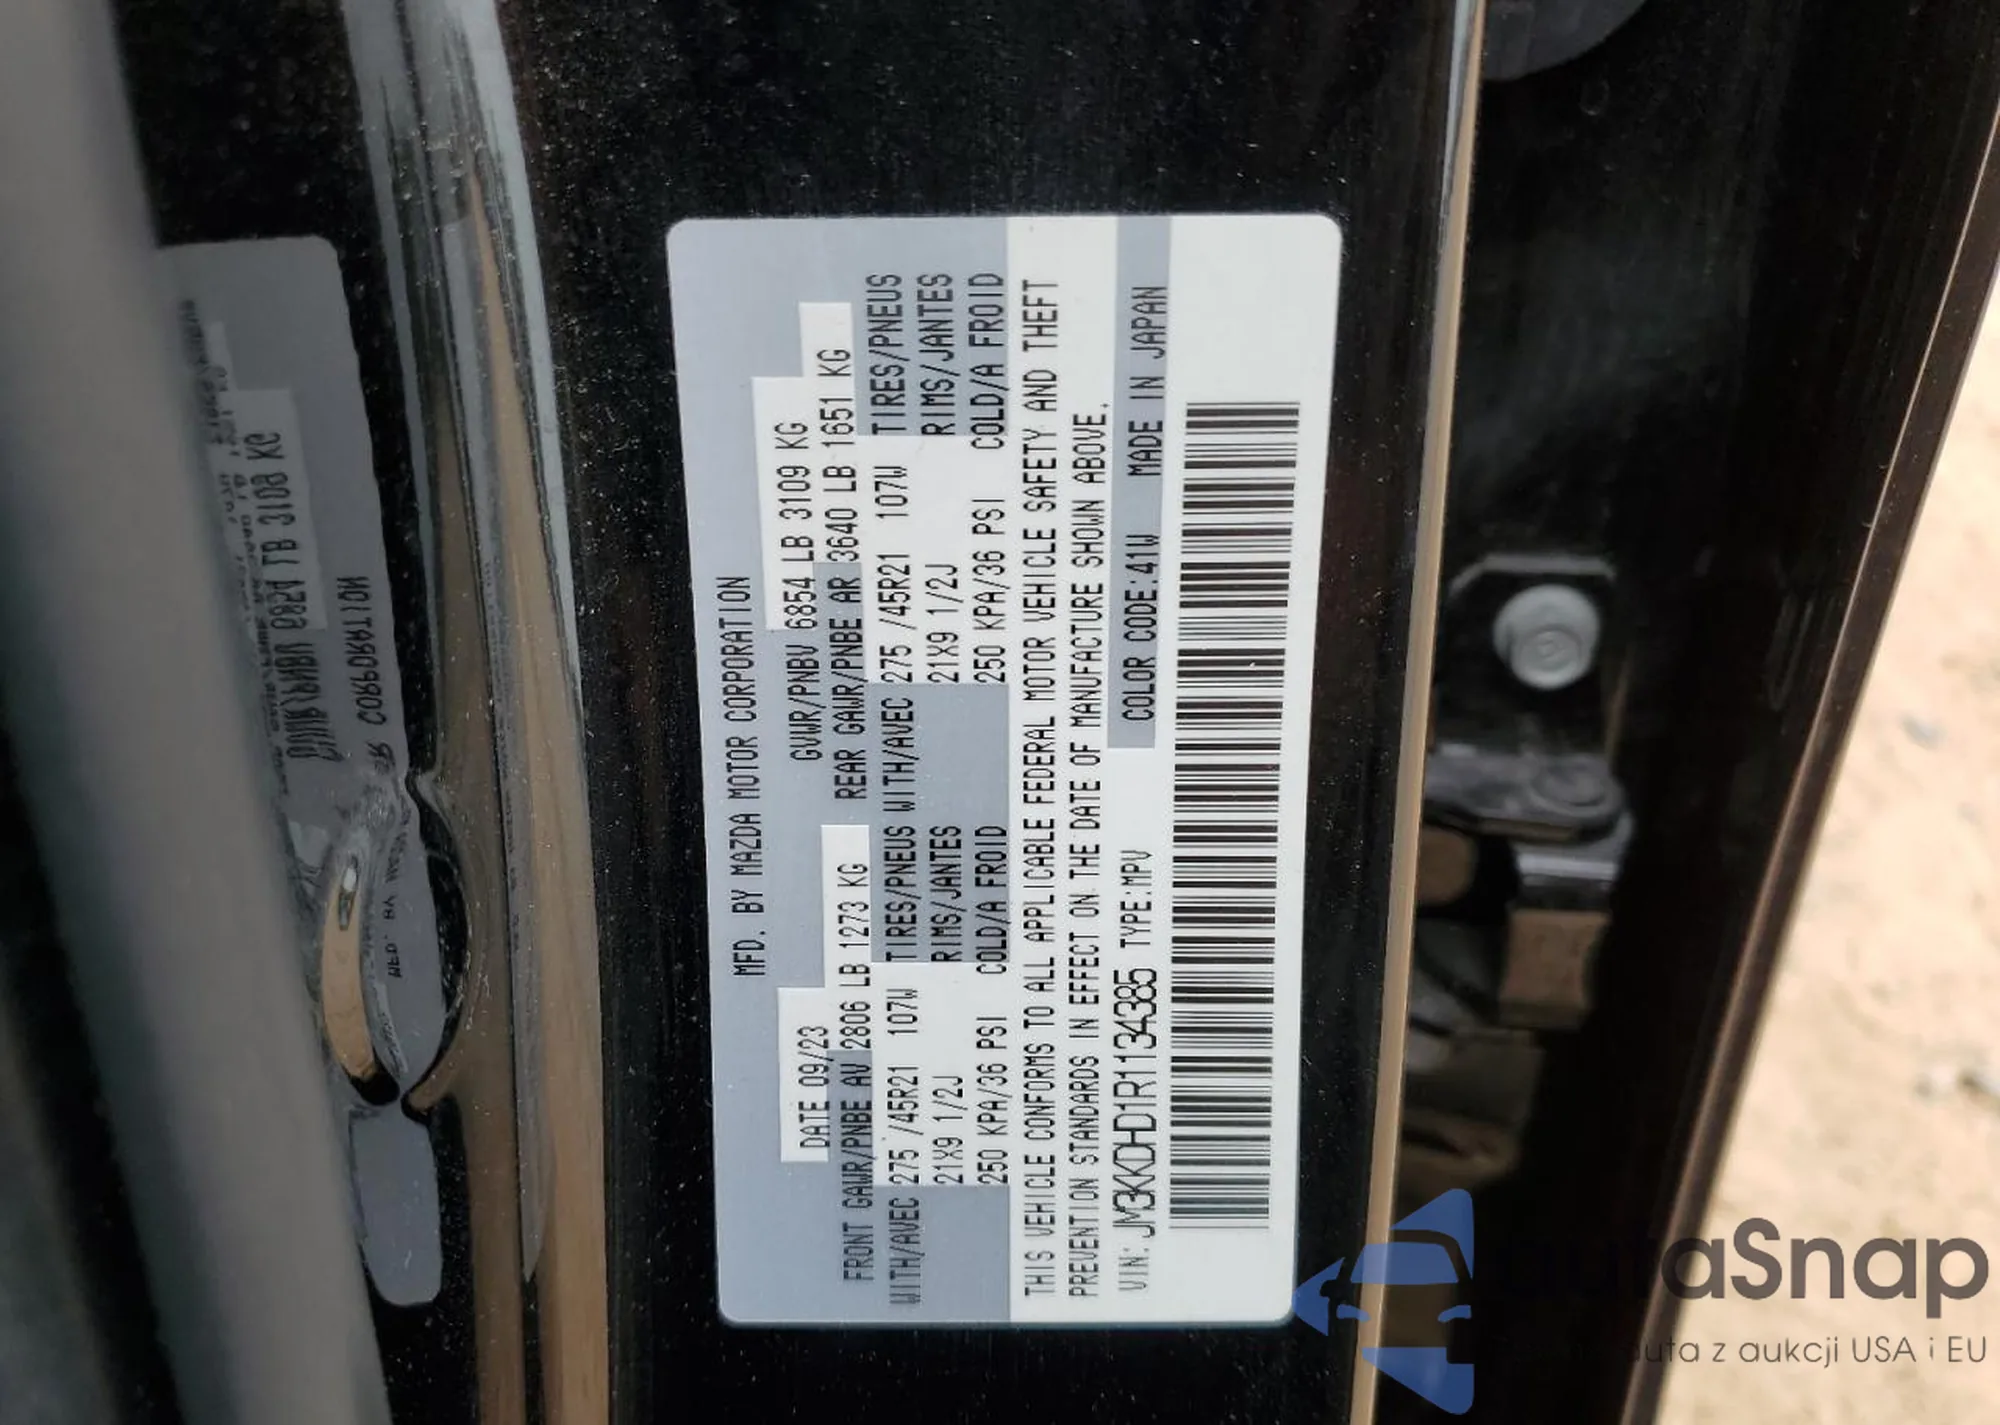 MFD. BY MAZDA MOTOR CORPORATION
DATE 09/23 GVWR/PNBV 6854 LB 3109 KG
FRONT GAWR/PNBE AV 2806 LB 1273 KG REAR GAWR/PNBE AR 3640 LB 1651 KG
WITH/AVEC 275 /45R21 107W TIRES/PNEUS WITH/AVEC 275 /45R21 107W TIRES/PNEUS
21X9 1/2J RIMS/JANTES 21X9 1/2J RIMS/JANTES
250 KPA/36 PSI COLD/A FROID 250 KPA/36 PSI COLD/A FROID
THIS VEHICLE CONFORMS TO ALL APPLICABLE FEDERAL MOTOR VEHICLE SAFETY AND THEFT
PREVENTION STANDARDS IN EFFECT ON THE DATE OF MANUFACTURE SHOWN ABOVE.
VIN: JM3KKDHD1R1134385 TYPE:MPV COLOR CODE:41W MADE IN JAPAN
aSnap
auta z aukcji USA i EU